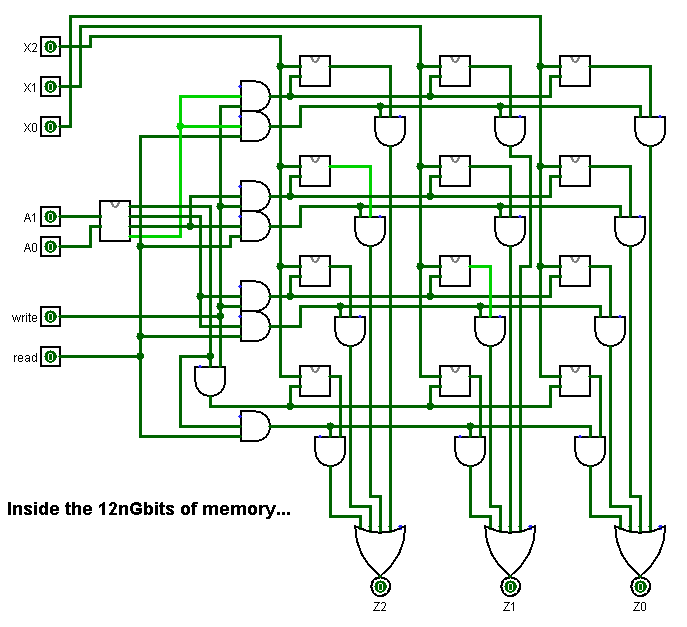 X2
X1
X0
A1
A0
write
read
Inside the 12nGbits of memory...
Z2 Z1 Z0